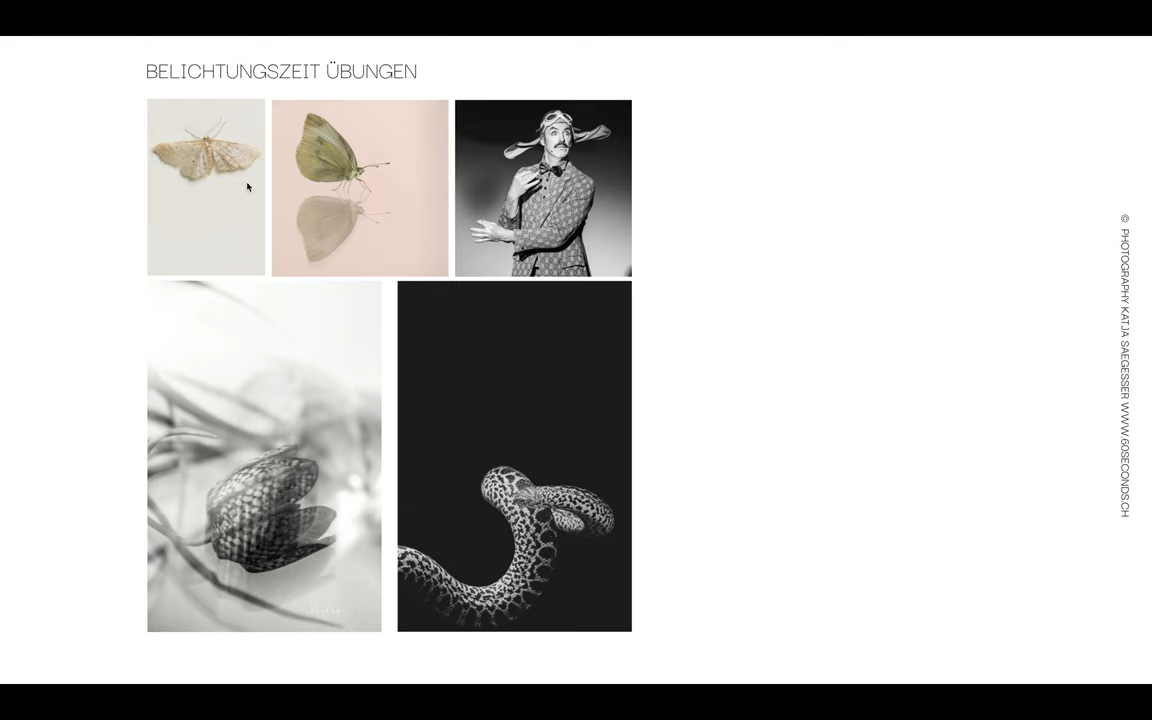 BELICHTUNGSZEIT ÜBUNGEN
© PHOTOGRAPHY KATJA SAEGESSER WWW.60SECONDS.CH